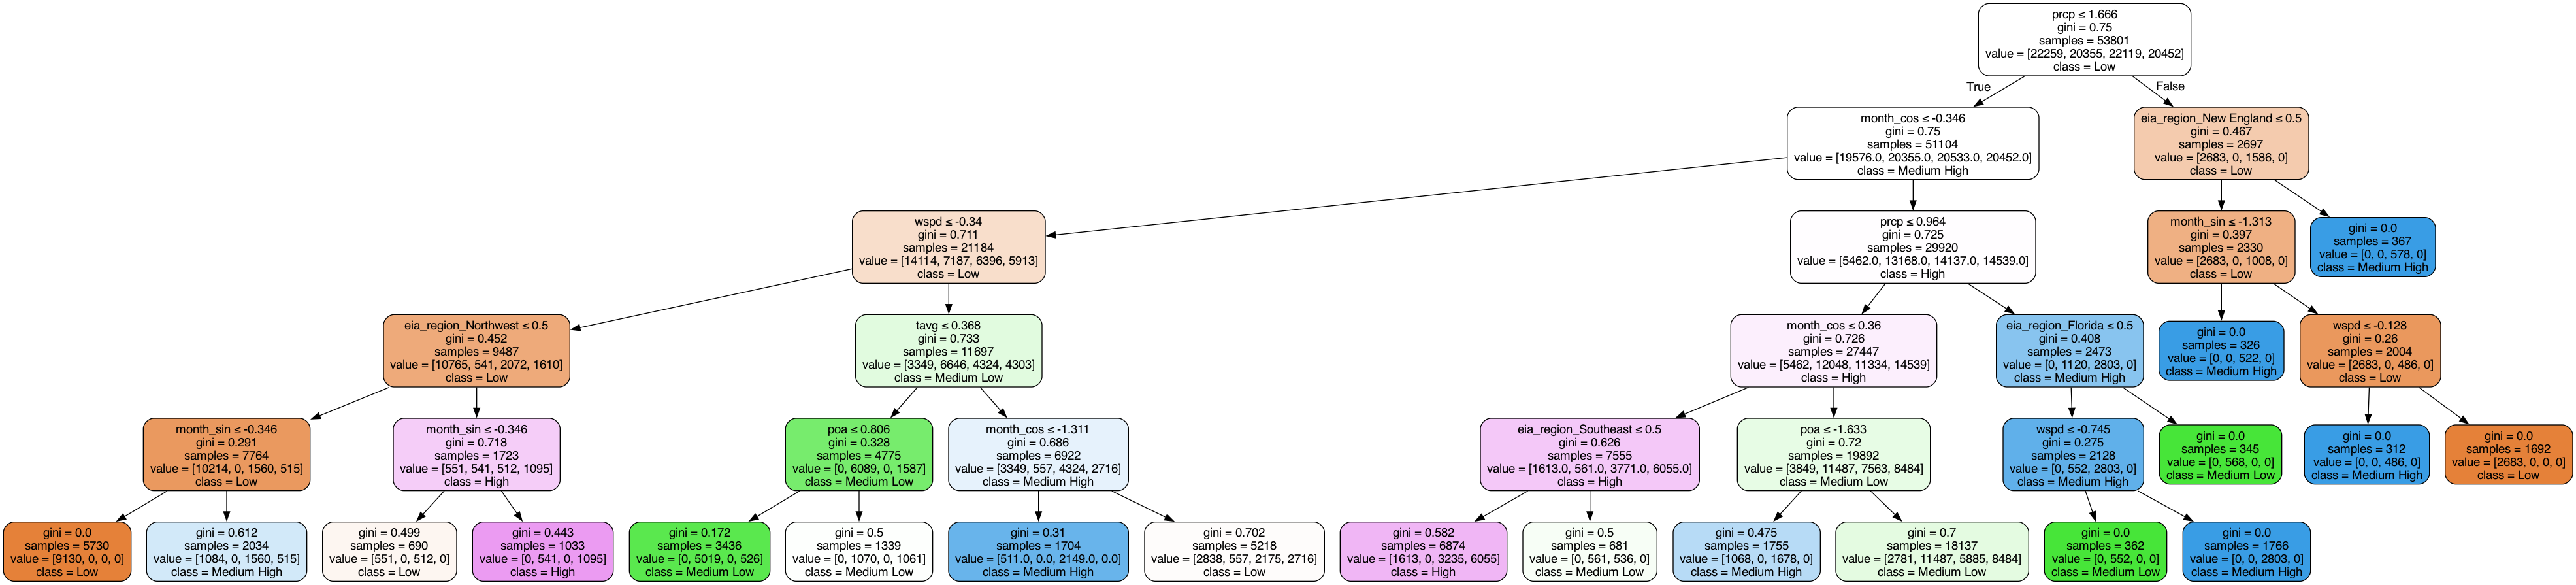 prcp ≤ 1.666
gini = 0.75
samples = 53801
value = [22259, 20355, 22119, 20452]
class = Low
True
False
month_cos ≤ -0.346
gini = 0.75
samples = 51104
value = [19576.0, 20355.0, 20533.0, 20452.0]
class = Medium High
eia_region_New England ≤ 0.5
gini = 0.467
samples = 2697
value = [2683, 0, 1586, 0]
class = Low
wspd ≤ -0.34
gini = 0.711
samples = 21184
value = [14114, 7187, 6396, 5913]
class = Low
prcp ≤ 0.964
gini = 0.725
samples = 29920
value = [5462.0, 13168.0, 14137.0, 14539.0]
class = High
month_sin ≤ -1.313
gini = 0.397
samples = 2330
value = [2683, 0, 1008, 0]
class = Low
gini = 0.0
samples = 367
value = [0, 0, 578, 0]
class = Medium High
eia_region_Northwest ≤ 0.5
gini = 0.452
samples = 9487
value = [10765, 541, 2072, 1610]
class = Low
tavg ≤ 0.368
gini = 0.733
samples = 11697
value = [3349, 6646, 4324, 4303]
class = Medium Low
month_cos ≤ 0.36
gini = 0.726
samples = 27447
value = [5462, 12048, 11334, 14539]
class = High
eia_region_Florida ≤ 0.5
gini = 0.408
samples = 2473
value = [0, 1120, 2803, 0]
class = Medium High
gini = 0.0
samples = 326
value = [0, 0, 522, 0]
class = Medium High
wspd ≤ -0.128
gini = 0.26
samples = 2004
value = [2683, 0, 486, 0]
class = Low
month_sin ≤ -0.346
gini = 0.291
samples = 7764
value = [10214, 0, 1560, 515]
class = Low
month_sin ≤ -0.346
gini = 0.718
samples = 1723
value = [551, 541, 512, 1095]
class = High
poa ≤ 0.806
gini = 0.328
samples = 4775
value = [0, 6089, 0, 1587]
class = Medium Low
month_cos ≤ -1.311
gini = 0.686
samples = 6922
value = [3349, 557, 4324, 2716]
class = Medium High
eia_region_Southeast ≤ 0.5
gini = 0.626
samples = 7555
value = [1613.0, 561.0, 3771.0, 6055.0]
class = High
poa ≤ -1.633
gini = 0.72
samples = 19892
value = [3849, 11487, 7563, 8484]
class = Medium Low
wspd ≤ -0.745
gini = 0.275
samples = 2128
value = [0, 552, 2803, 0]
class = Medium High
gini = 0.0
samples = 345
value = [0, 568, 0, 0]
class = Medium Low
gini = 0.0
samples = 312
value = [0, 0, 486, 0]
class = Medium High
gini = 0.0
samples = 1692
value = [2683, 0, 0, 0]
class = Low
gini = 0.0
samples = 5730
value = [9130, 0, 0, 0]
class = Low
gini = 0.612
samples = 2034
value = [1084, 0, 1560, 515]
class = Medium High
gini = 0.499
samples = 690
value = [551, 0, 512, 0]
class = Low
gini = 0.443
samples = 1033
value = [0, 541, 0, 1095]
class = High
gini = 0.172
samples = 3436
value = [0, 5019, 0, 526]
class = Medium Low
gini = 0.5
samples = 1339
value = [0, 1070, 0, 1061]
class = Medium Low
gini = 0.31
samples = 1704
value = [511.0, 0.0, 2149.0, 0.0]
class = Medium High
gini = 0.702
samples = 5218
value = [2838, 557, 2175, 2716]
class = Low
gini = 0.582
samples = 6874
value = [1613, 0, 3235, 6055]
class = High
gini = 0.5
samples = 681
value = [0, 561, 536, 0]
class = Medium Low
gini = 0.475
samples = 1755
value = [1068, 0, 1678, 0]
class = Medium High
gini = 0.7
samples = 18137
value = [2781, 11487, 5885, 8484]
class = Medium Low
gini = 0.0
samples = 362
value = [0, 552, 0, 0]
class = Medium Low
gini = 0.0
samples = 1766
value = [0, 0, 2803, 0]
class = Medium High